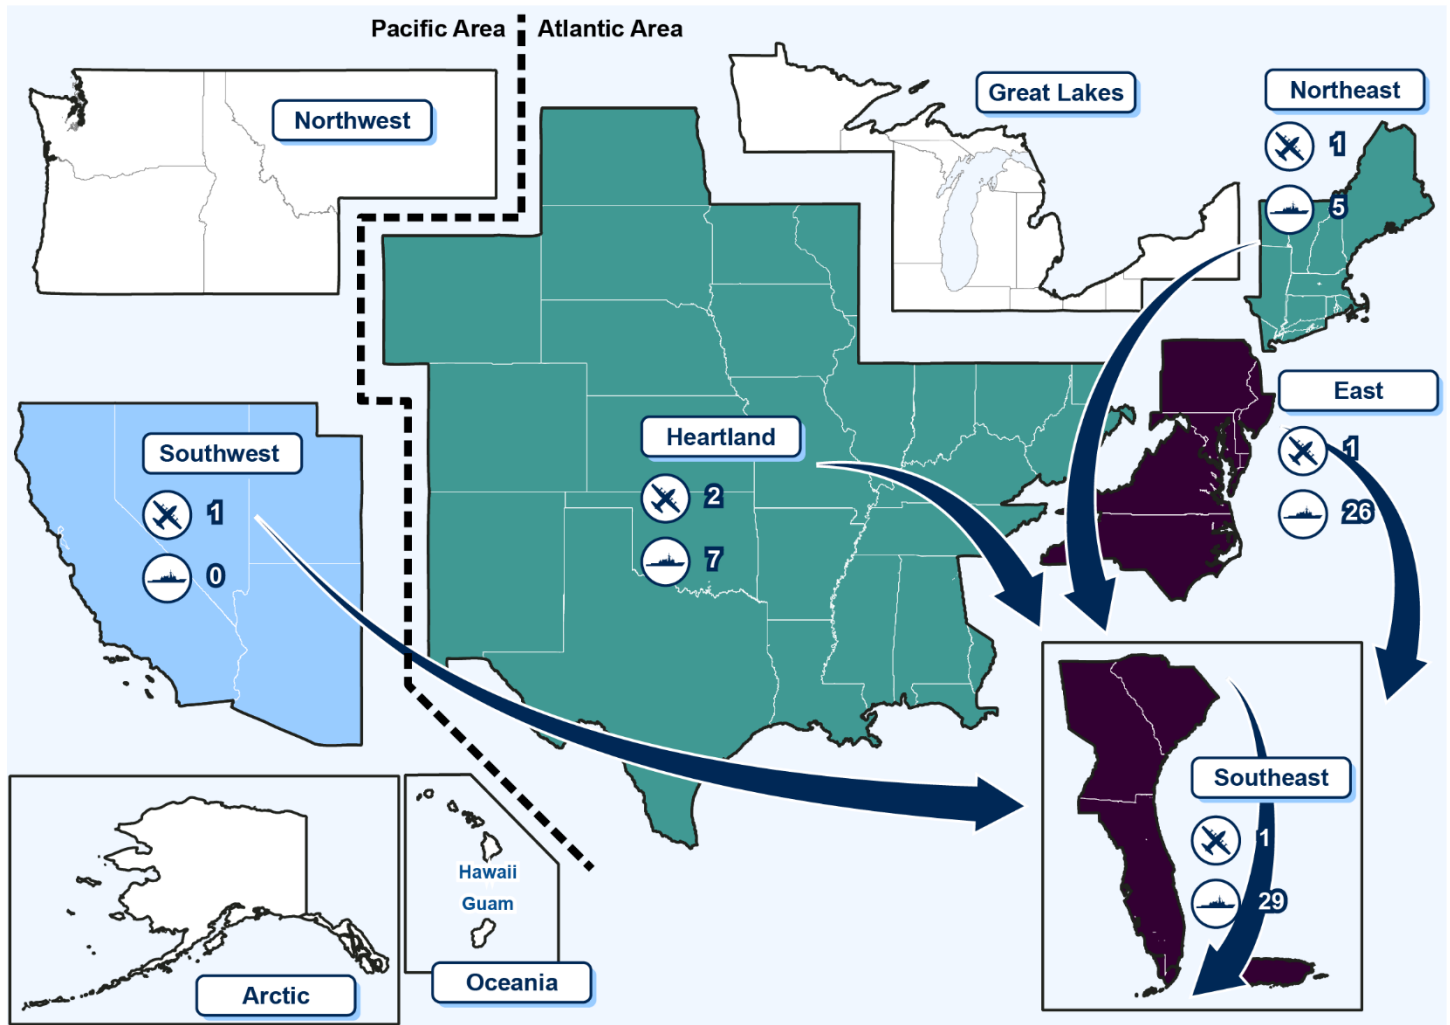 Pacific Area
Atlantic Area
Northwest
Great Lakes
Northeast
1
5
East
1
26
Southwest
1
0
Heartland
2
7
Southeast
1
29
Hawaii
Guam
Arctic
Oceania